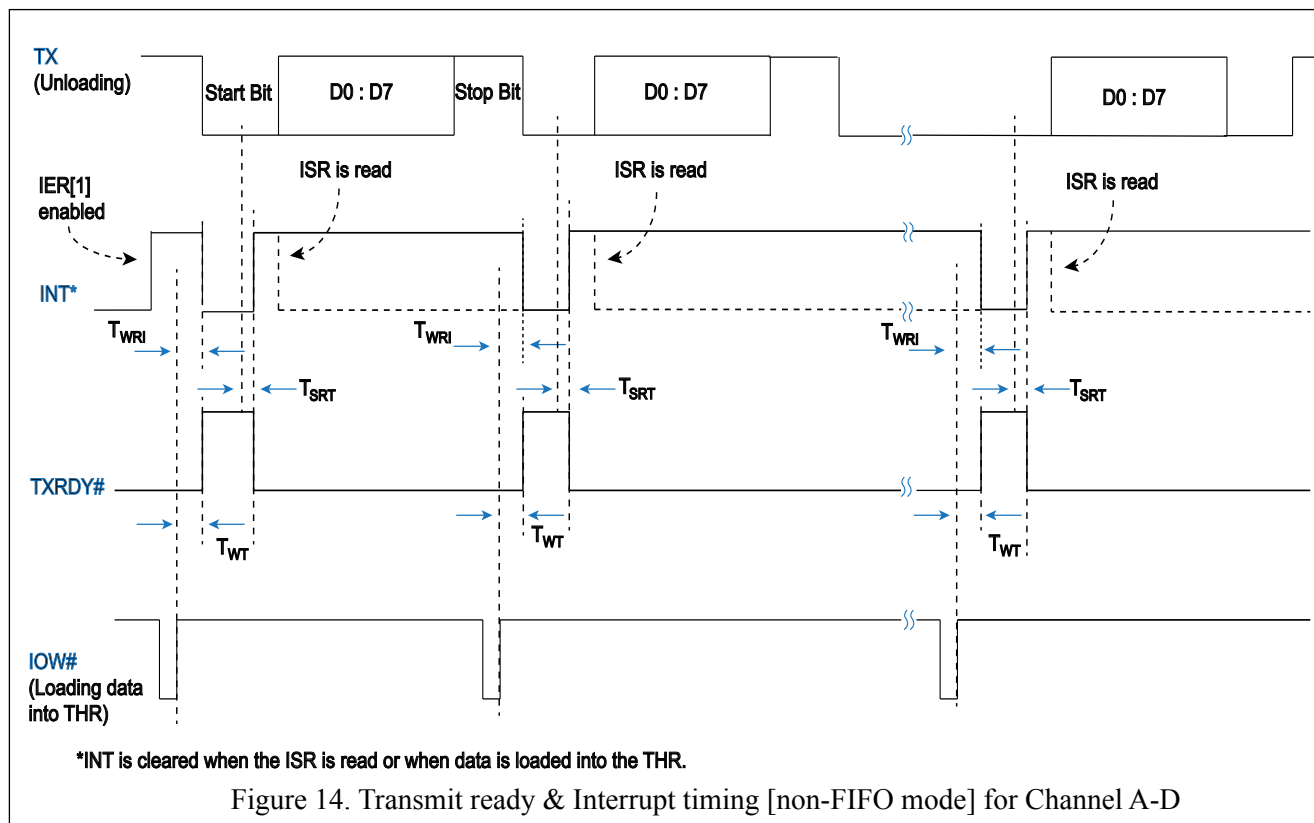 TX
(Unloading)
Start Bit
D0 : D7
Stop Bit
D0 : D7
D0 : D7
IER[1]
enabled
ISR is read
ISR is read
ISR is read
INT*
TWRI
TWRI
TWRI
TSRT
TSRT
TSRT
TXRDY#
TWT
TWT
TWT
IOW#
(Loading data
into THR)
*INT is cleared when the ISR is read or when data is loaded into the THR.
Figure 14. Transmit ready & Interrupt timing [non-FIFO mode] for Channel A-D